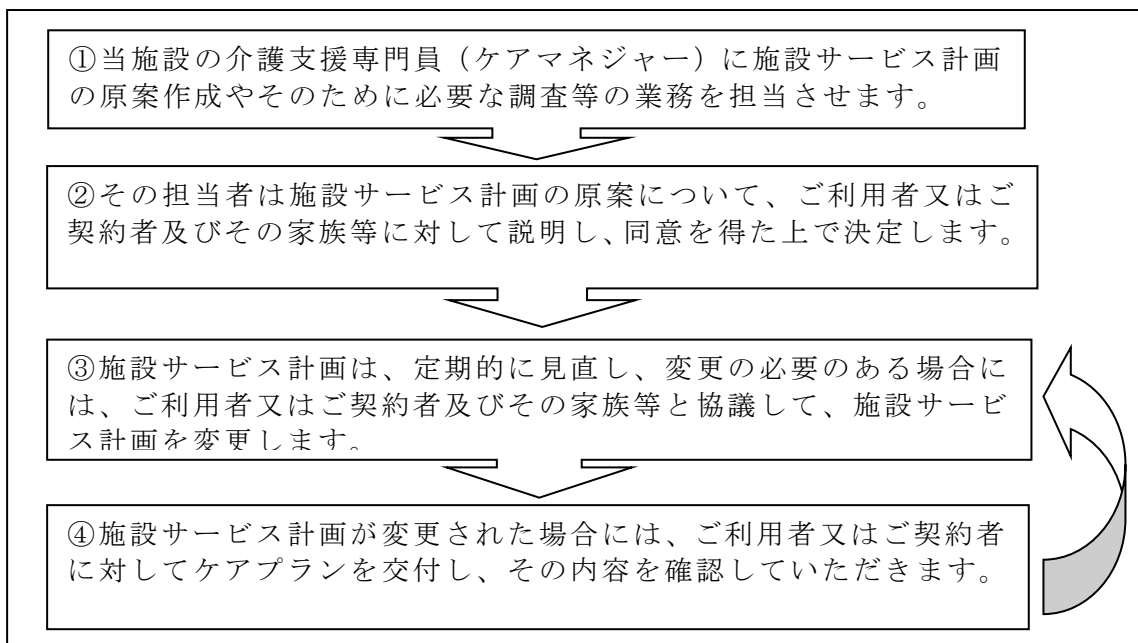 ①当施設の介護支援専門員（ケアマネジャー）に施設サービス計画
の原案作成やそのために必要な調査等の業務を担当させます。
②その担当者は施設サービス計画の原案について、ご利用者又はご
契約者及びその家族等に対して説明し、同意を得た上で決定します。
③施設サービス計画は、定期的に見直し、変更の必要のある場合に
は、ご利用者又はご契約者及びその家族等と協議して、施設サービ
ス計画を変更します。
④施設サービス計画が変更された場合には、ご利用者又はご契約者
に対してケアプランを交付し、その内容を確認していただきます。